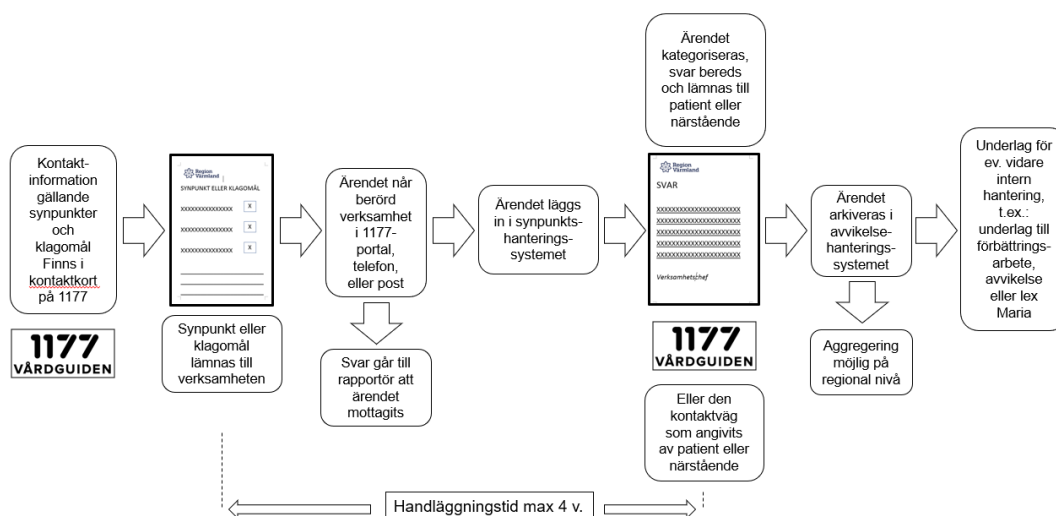 Kontakt-
information
gällande
synpunkter
och
klagomål
Finns i
kontaktkort
på 1177
1177
VÅRDGUIDEN
Region
Värmland
SYNPUNKT ELLER KLAGOMÅL
XXXXXXXXXXXXXXX X
XXXXXXXXXXXXXXX X
XXXXXXXXXXXXXXX X
Synpunkt eller
klagomål
lämnas till
verksamheten
Ärendet når
berörd
verksamhet
i 1177-
portal,
telefon,
eller post
Svar går till
rapportör att
ärendet
mottagits
Ärendet läggs
in i synpunkts-
hanterings-
systemet
Ärendet
kategoriseras,
svar bereds
och lämnas till
patient eller
närstående
Region
Värmland
SVAR
XXXXXXXXXXXXXXXXXXXXX
XXXXXXXXXXXXXXXXXXXXX
XXXXXXXXXXXXXXXXXXXXX
XXXXXXXXXXXXXXXXXXXXX
XXXXXXXXXXXXXXXXXXXXX
Verksamhetschef
1177
VÅRDGUIDEN
Eller den
kontaktväg
som angivits
av patient eller
närstående
Ärendet
arkiveras i
avvikelse-
hanterings-
systemet
Aggregering
möjlig på
regional nivå
Underlag för
ev. vidare
intern
hantering,
t.ex.:
underlag till
förbättrings-
arbete,
avvikelse
eller lex
Maria
Handläggningstid max 4 v.